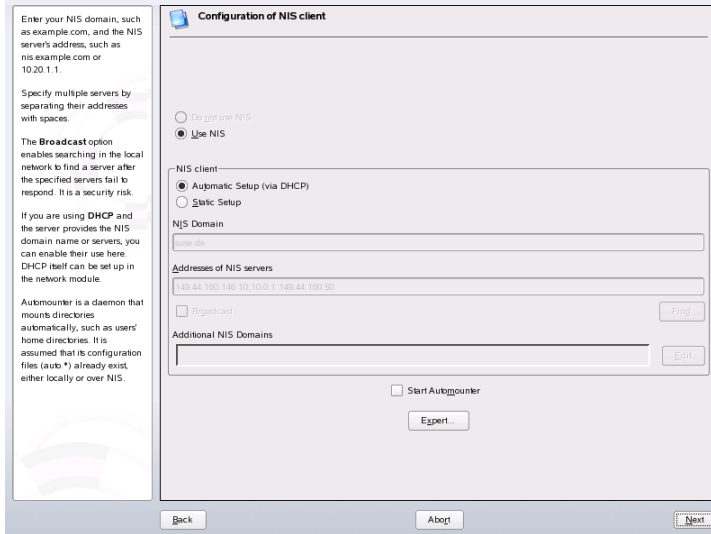 Enter your NIS domain, such
as example.com, and the NIS
server's address, such as
nis.example.com or
10.20.1.1.
Specify multiple servers by
separating their addresses
with spaces.
The Broadcast option
enables searching in the local
network to find a server after
the specified servers fail to
respond. It is a security risk.
If you are using DHCP and
the server provides the NIS
domain name or servers, you
can enable their use here.
DHCP itself can be set up in
the network module.
Automounter is a daemon that
mounts directories
automatically, such as users'
home directories. It is
assumed that its configuration
files (auto.*) already exist,
either locally or over NIS.
Configuration of NIS client
Do not use NIS
Use NIS
NIS client
Automatic Setup (via DHCP)
Static Setup
NIS Domain
suse.de
Addresses of NIS servers
149.44.160.146 10.10.0.1 149.44.160.50
Broadcast
Find
Additional NIS Domains
Edit
Start Automounter
Expert...
Back
Abort
Next